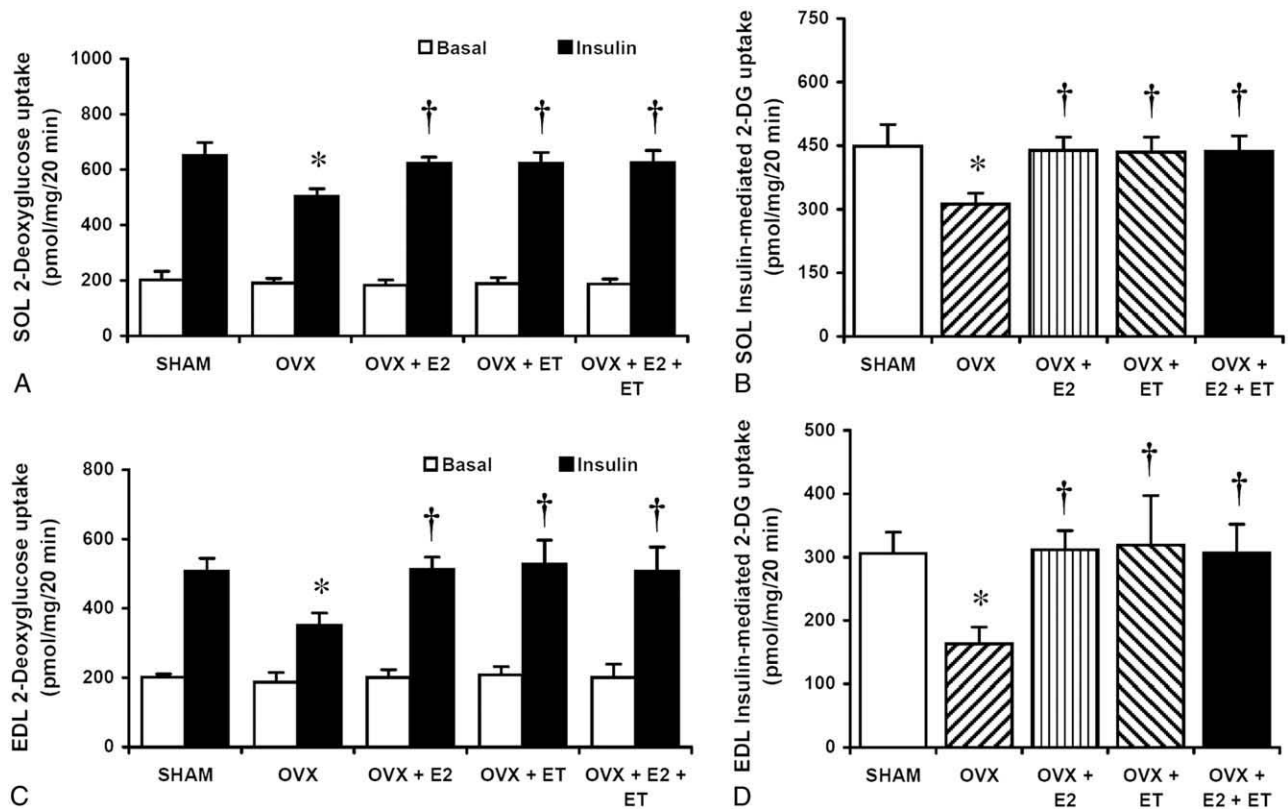 SOL 2-Deoxyglucose uptake
(pmol/mg/20 min)
1000
800
600
400
200
0
Basal
Insulin
*
†
†
†
SHAM
OVX
OVX + E2
OVX + ET
OVX + E2 +
ET
A
SOL Insulin-mediated 2-DG uptake
(pmol/mg/20 min)
750
600
450
300
150
0
*
†
†
†
SHAM
OVX
OVX +
E2
OVX +
ET
OVX +
E2 + ET
B
EDL 2-Deoxyglucose uptake
(pmol/mg/20 min)
800
600
400
200
0
Basal
Insulin
*
†
†
†
SHAM
OVX
OVX + E2
OVX + ET
OVX + E2 +
ET
C
EDL Insulin-mediated 2-DG uptake
(pmol/mg/20 min)
500
400
300
200
100
0
*
†
†
†
SHAM
OVX
OVX +
E2
OVX +
ET
OVX +
E2 + ET
D